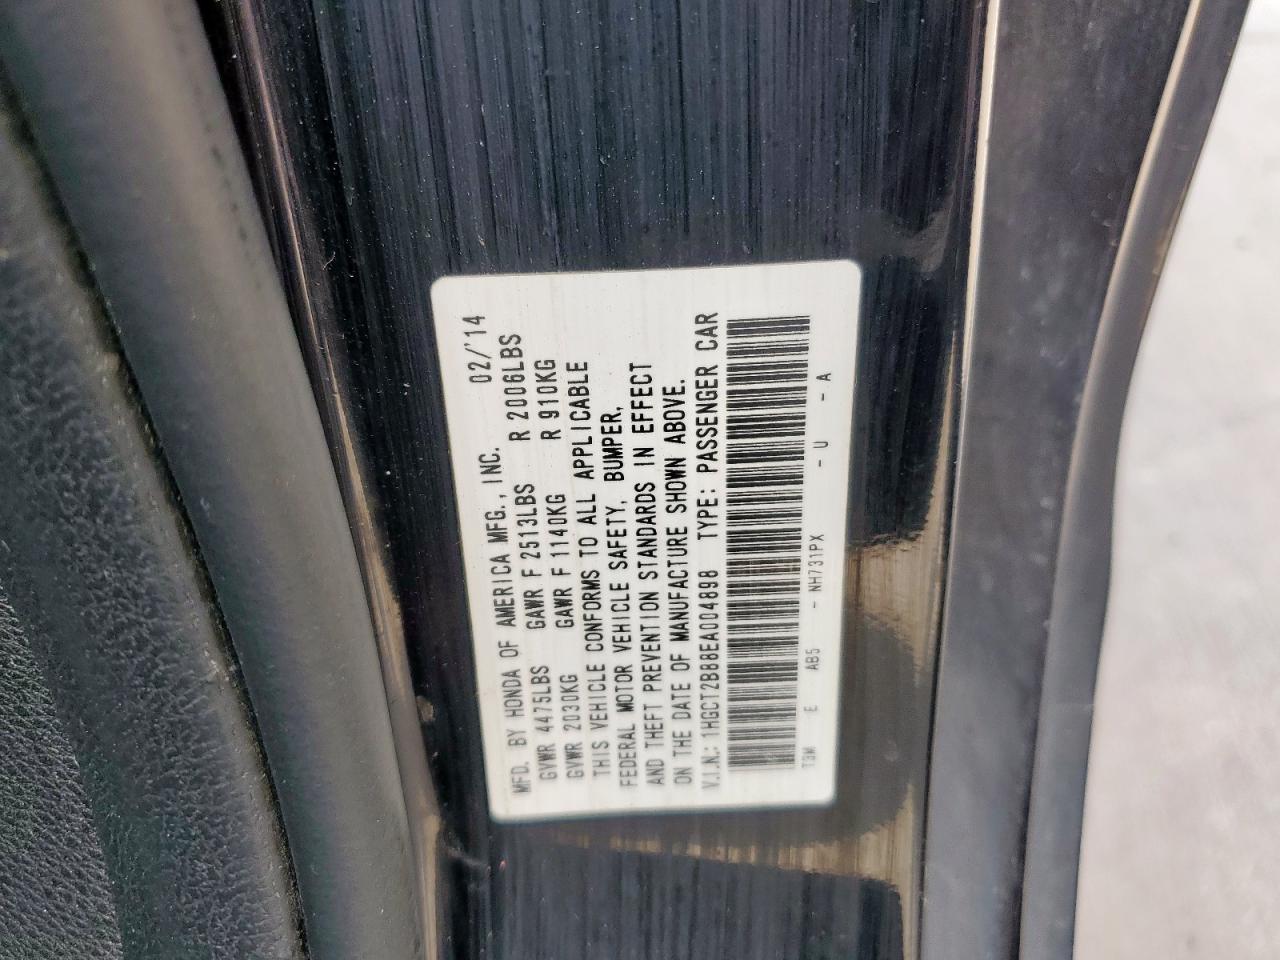 MFD. BY HONDA OF AMERICA MFG., INC. 02/'14
GVWR 4475LBS GAWR F 2513LBS R 2006LBS
GVWR 2030KG GAWR F 1140KG R 910KG
THIS VEHICLE CONFORMS TO ALL APPLICABLE
FEDERAL MOTOR VEHICLE SAFETY, BUMPER,
AND THEFT PREVENTION STANDARDS IN EFFECT
ON THE DATE OF MANUFACTURE SHOWN ABOVE.
V.I.N.: 1HGCT2B88EA004898 TYPE: PASSENGER CAR
T3M E AB5 - NH731PX - U - A